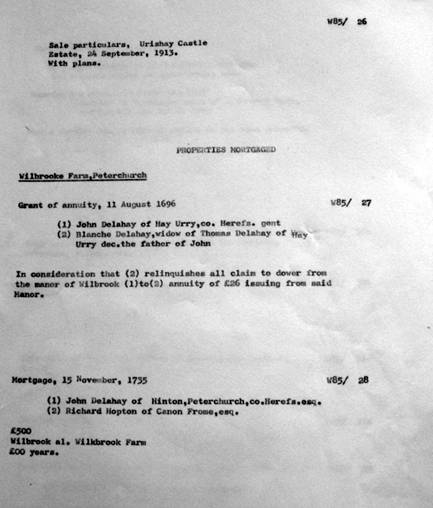 W85/ 26
Sale particulars, Urishay Castle
Estate, 24 September, 1913.
With plans.
PROPERTIES MORTGAGED
Wilbrooke Farm,Peterchurch
Grant of annuity, 11 August 1696 W85/ 27
(1) John Delahay of Hay Urry,co. Herefs. gent
(2) Blanche Delahay,widow of Thomas Delahay of Hay
Urry dec.the father of John
In consideration that (2) relinquishes all claim to dower from
the manor of Wilbrook (1)to(2) annuity of £26 issuing from said
Manor.
Mortgage, 15 November, 1735 W85/ 28
(1) John Delahay of Hinton,Peterchurch,co.Herefs.esq.
(2) Richard Hopton of Canon Frome,esq.
£500
Wilbrook al. Wilkbrook Farm
£00 years.